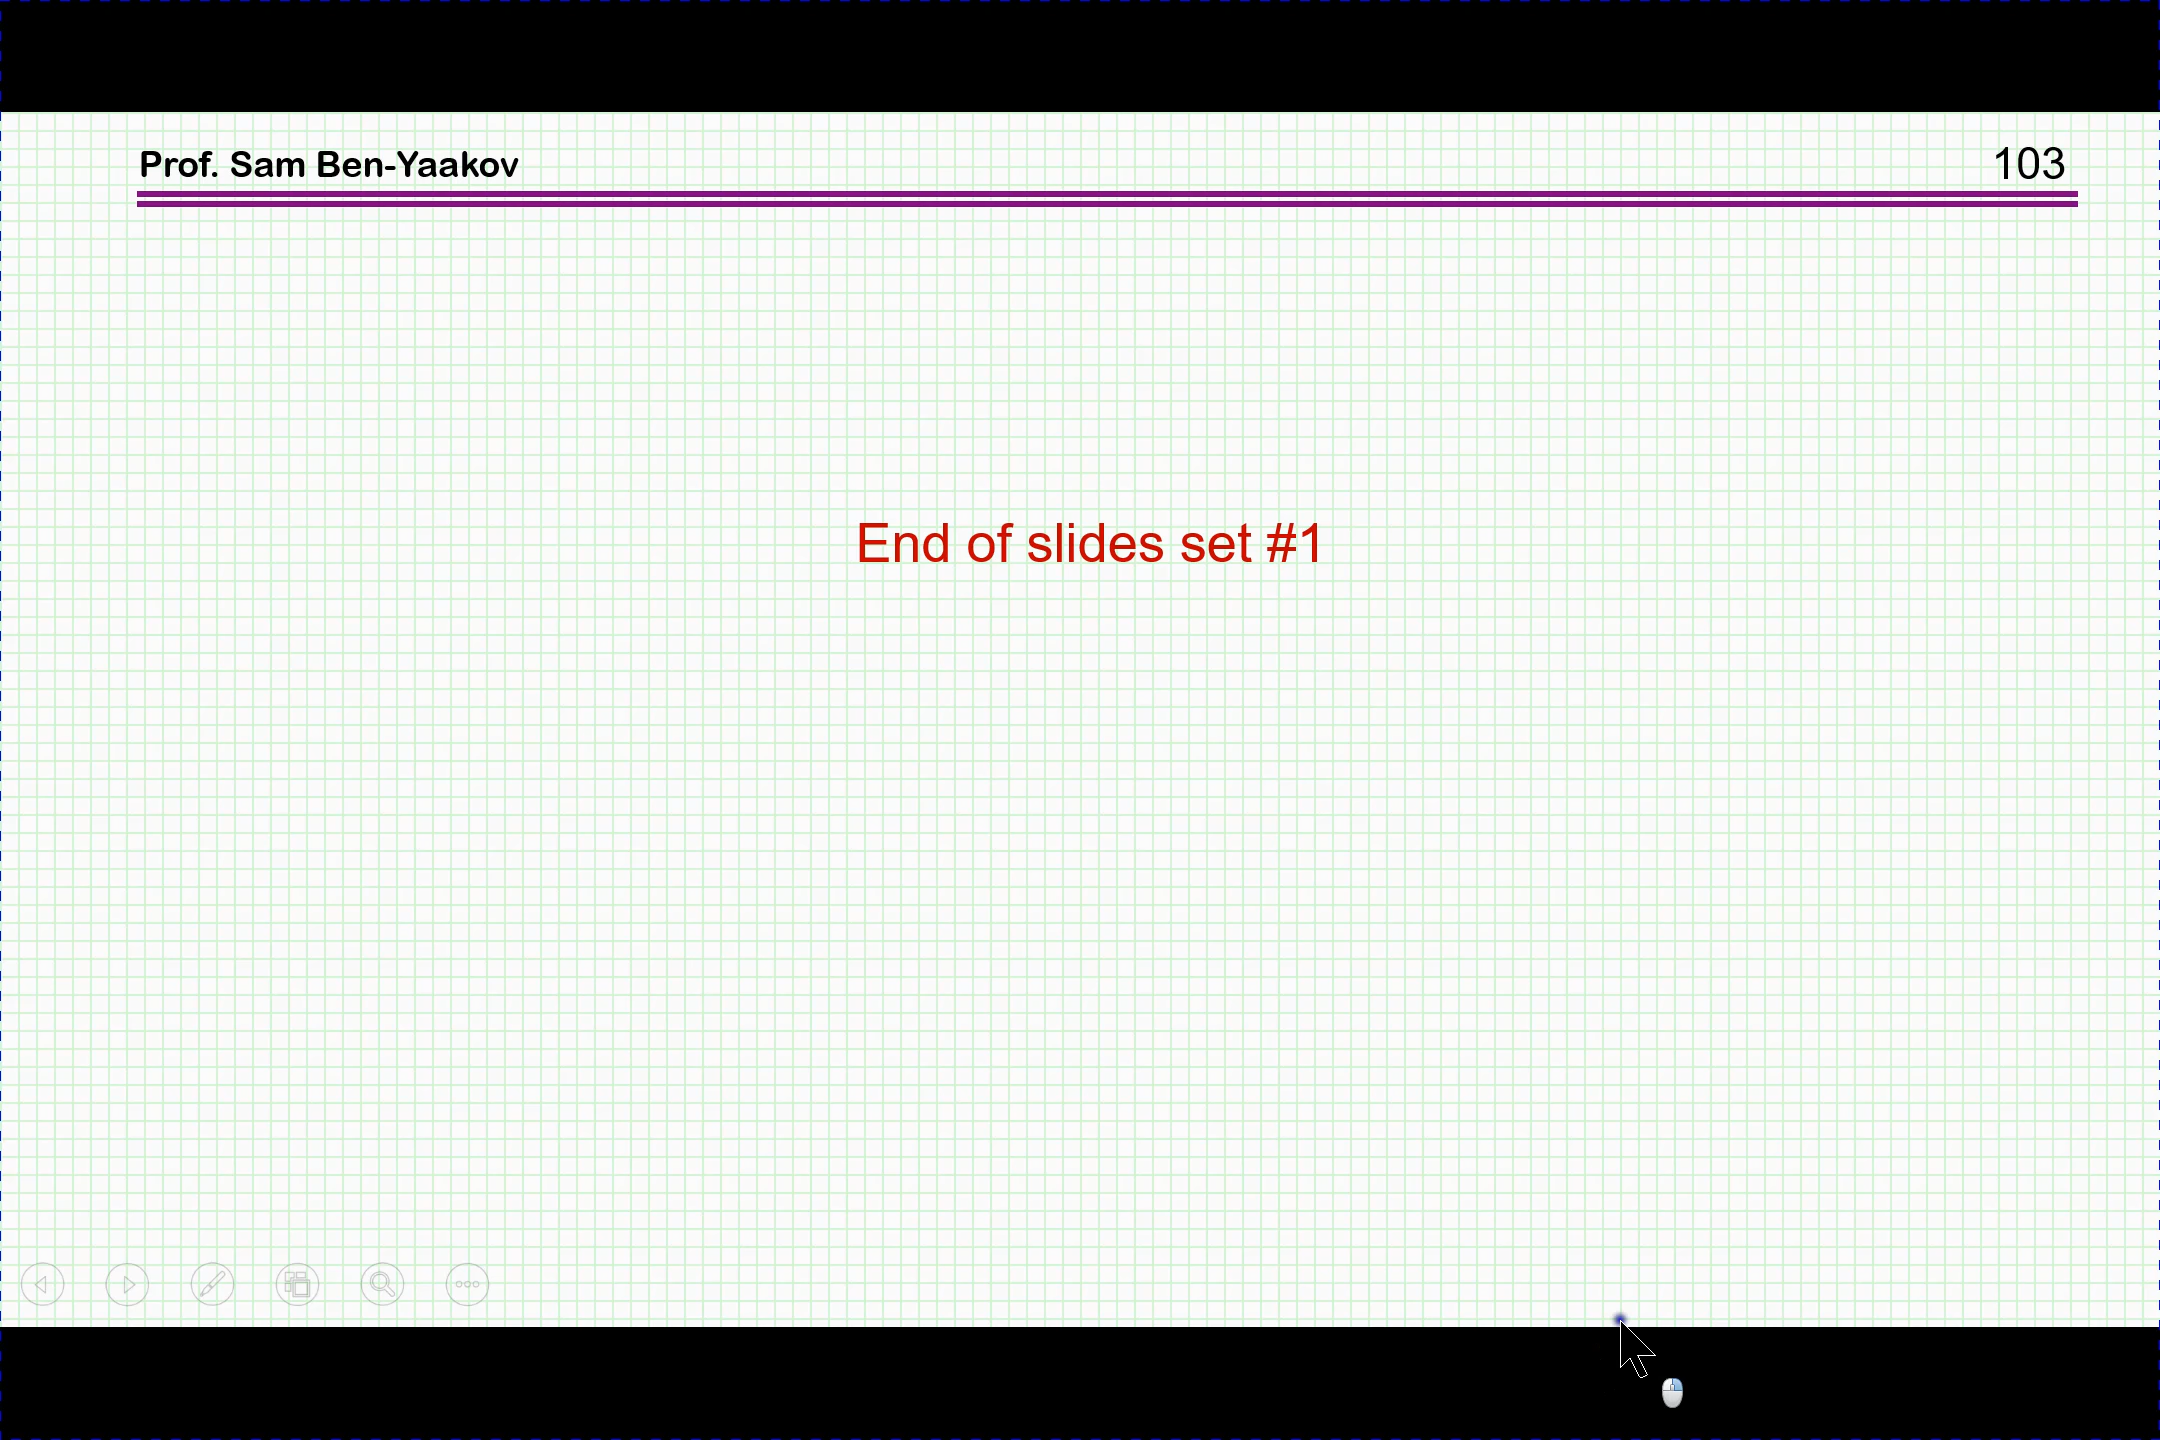 Prof. Sam Ben-Yaakov
103
End of slides set #1